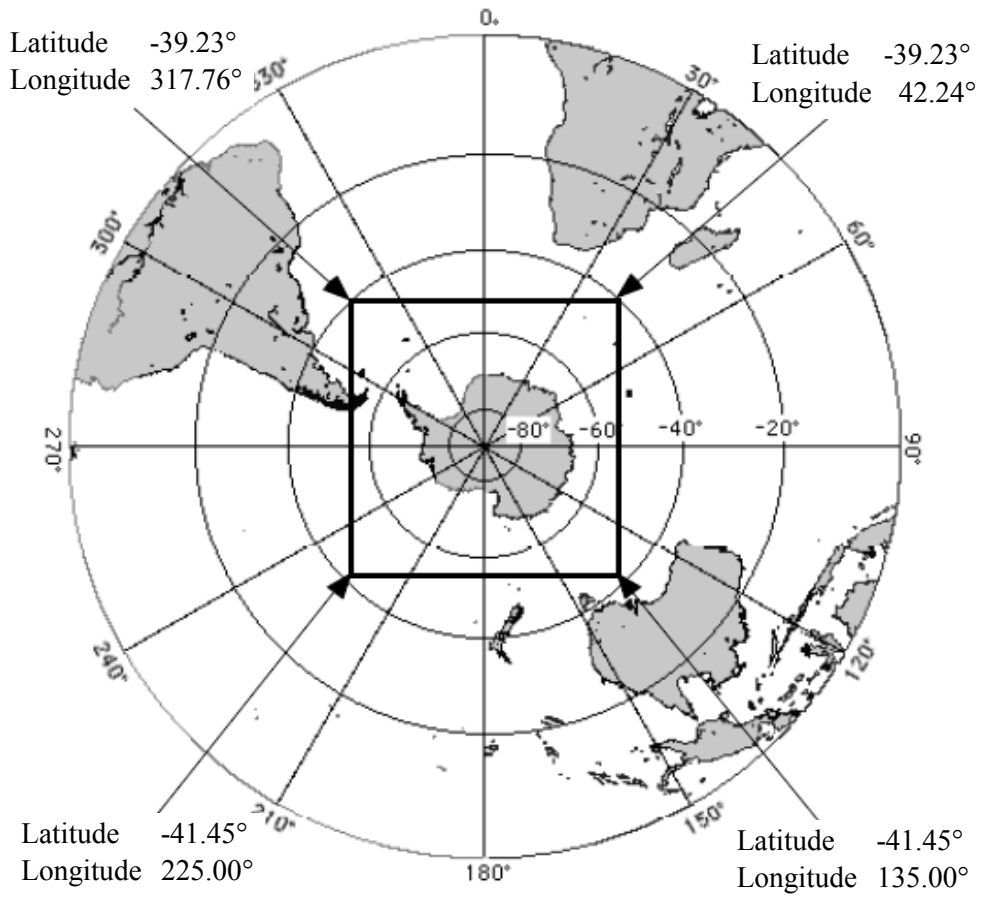 0°
Latitude -39.23°
Longitude 317.76°
Latitude -39.23°
Longitude 42.24°
330°
30°
300°
60°
-80° -60 -40° -20°
270°
90°
240°
120°
210°
150°
180°
Latitude -41.45°
Longitude 225.00°
Latitude -41.45°
Longitude 135.00°